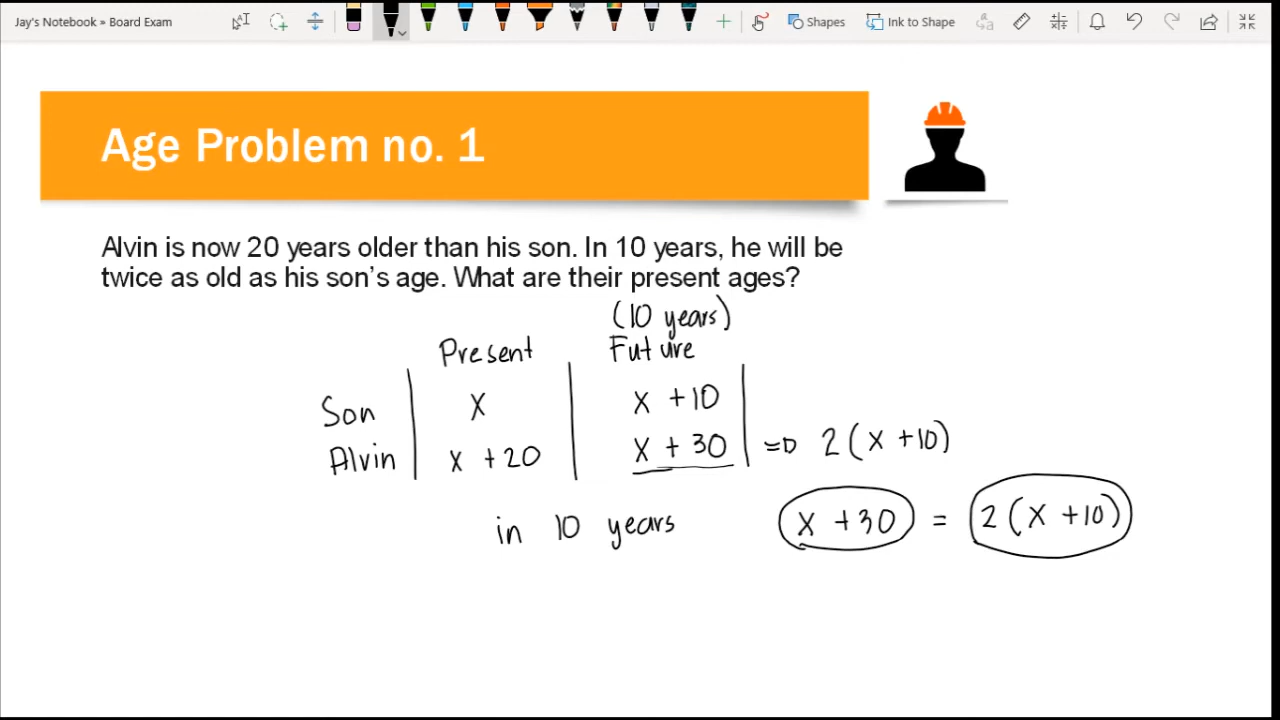 Jay's Notebook » Board Exam Shapes Ink to Shape
Age Problem no. 1
Alvin is now 20 years older than his son. In 10 years, he will be
twice as old as his son's age. What are their present ages?
(10 years)
Present Future
Son x x +10
Alvin x +20 x + 30 => 2(x +10)
in 10 years x +30 = 2(x +10)